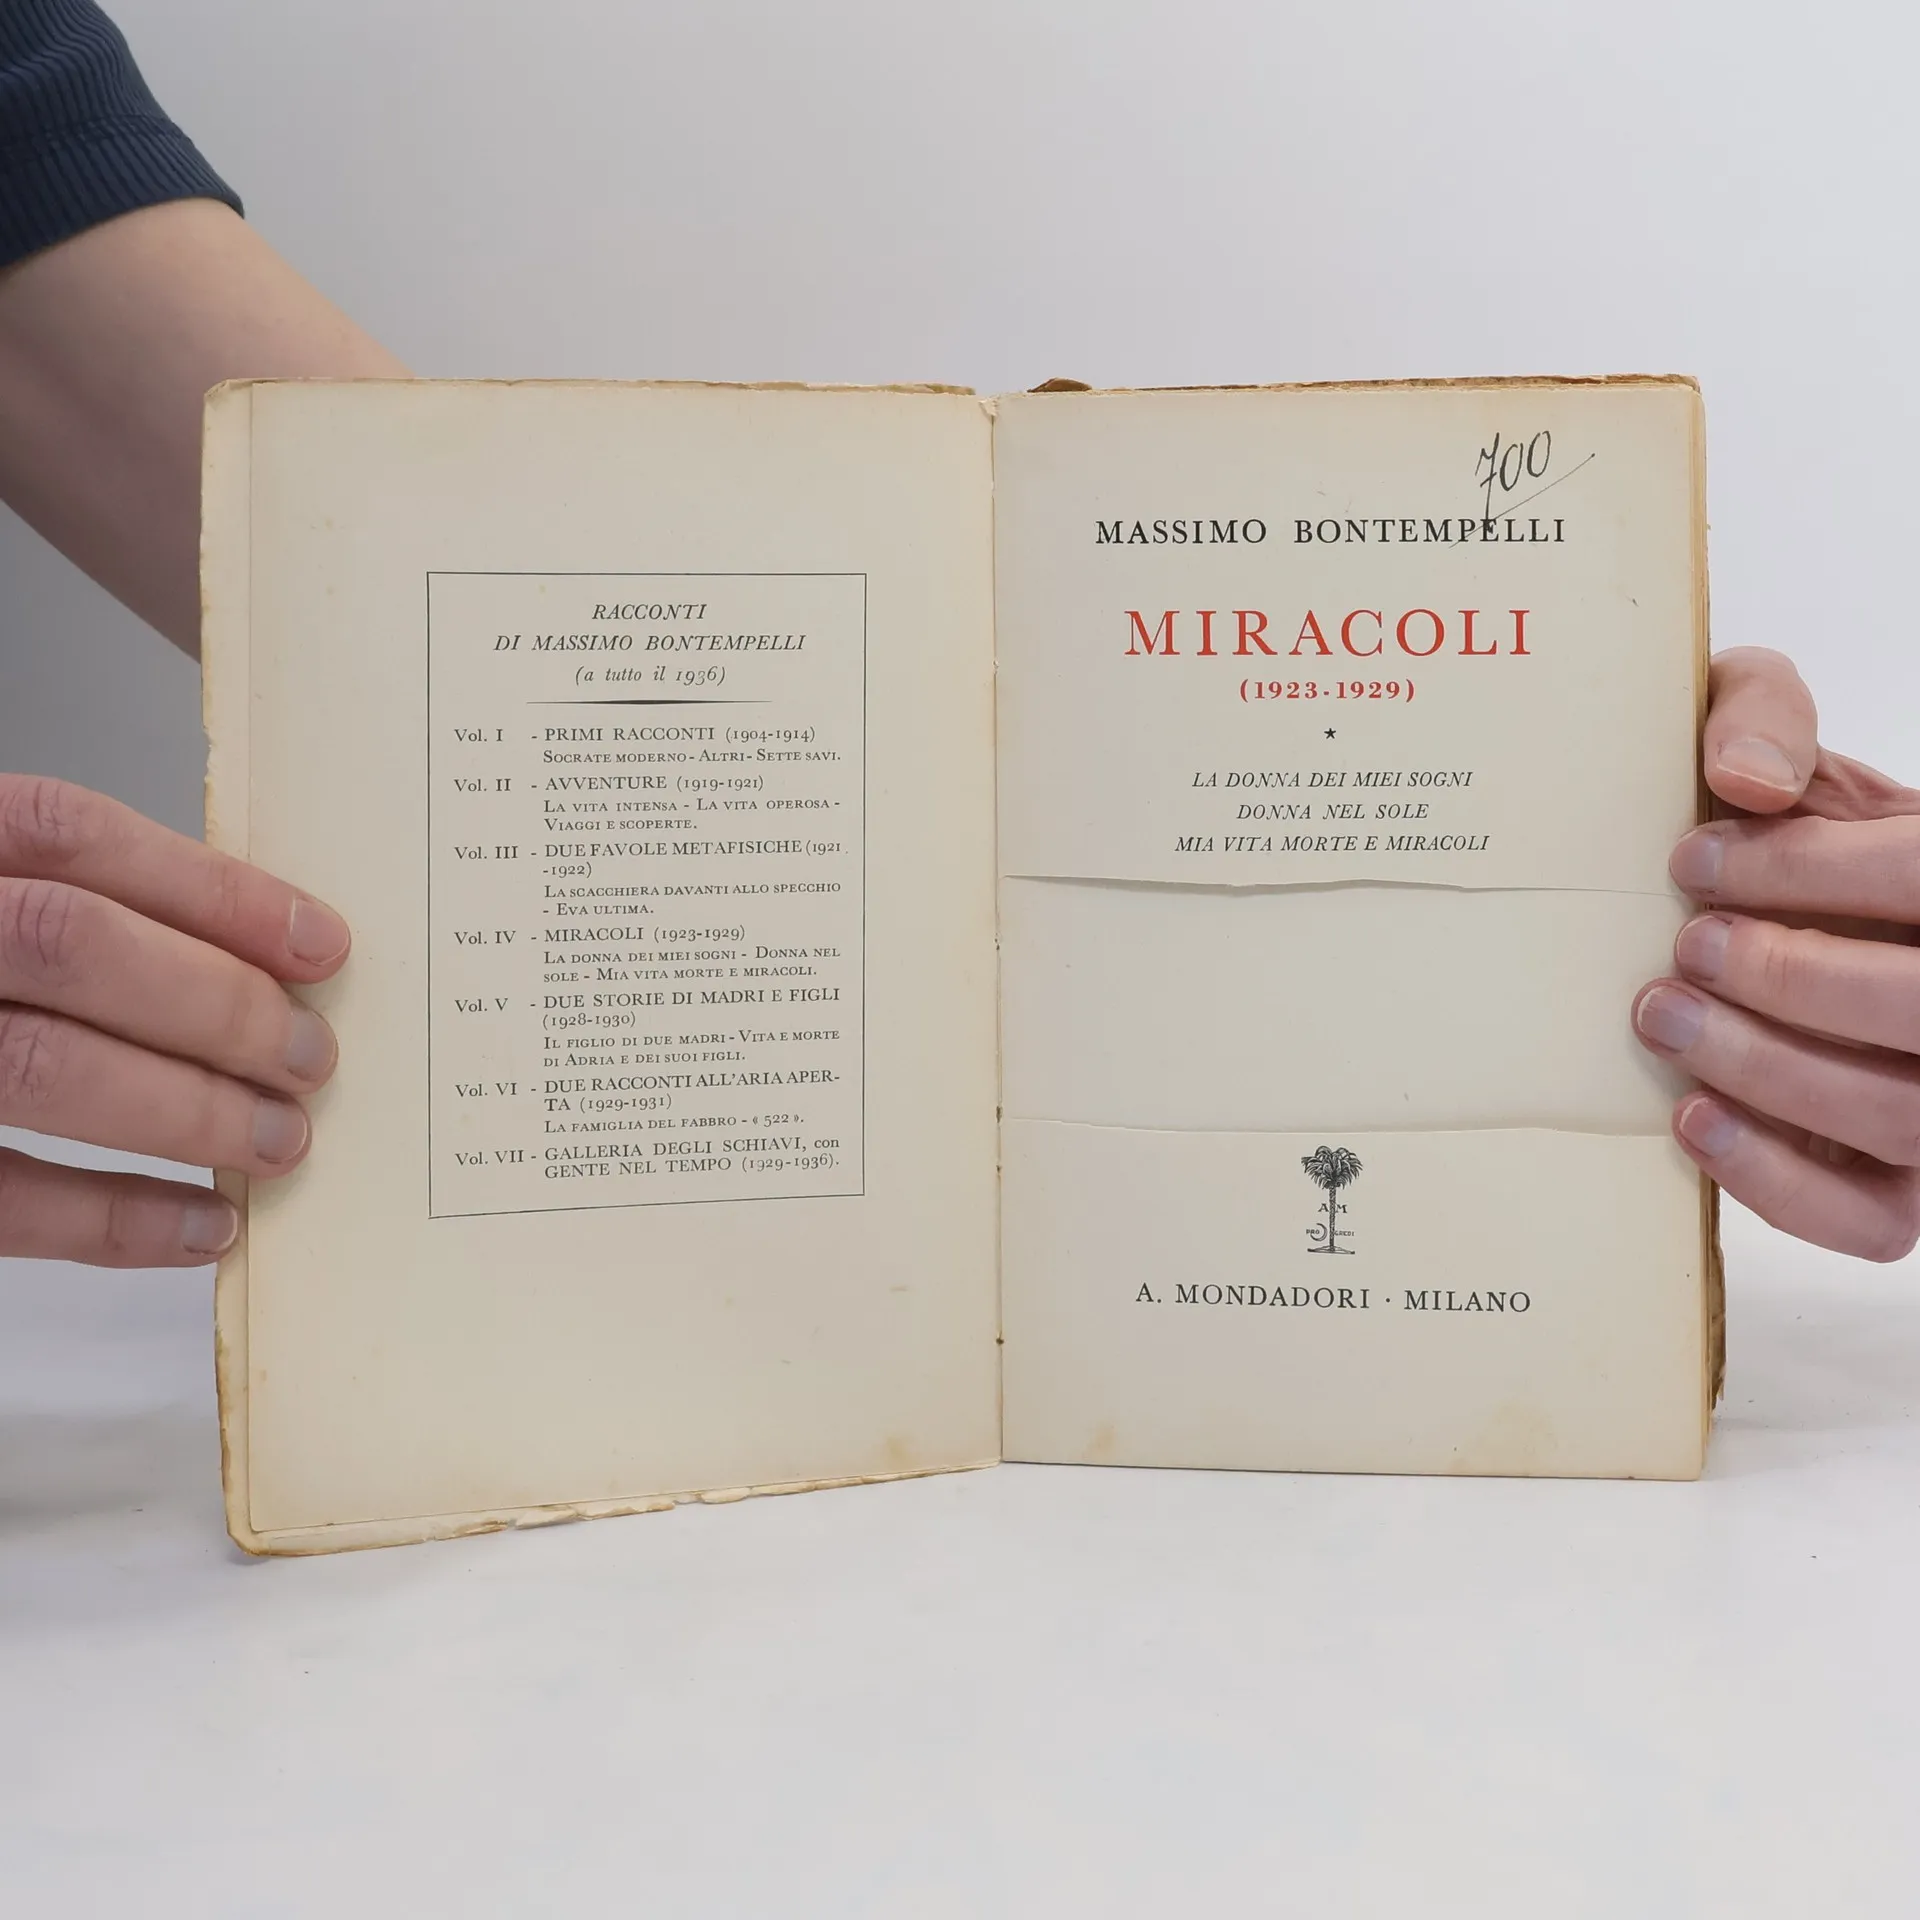 RACCONTI
DI MASSIMO BONTEMPELLI
(a tutto il 1936)
Vol. I - PRIMI RACCONTI (1904-1914)
SOCRATE MODERNO - ALTRI - SETTE SAVI.
Vol. II - AVVENTURE (1919-1921)
LA VITA INTENSA - LA VITA OPEROSA -
VIAGGI E SCOPERTE.
Vol. III - DUE FAVOLE METAFISICHE (1921
-1922)
LA SCACCHIERA DAVANTI ALLO SPECCHIO
- EVA ULTIMA.
Vol. IV - MIRACOLI (1923-1929)
LA DONNA DEI MIEI SOGNI - DONNA NEL
SOLE - MIA VITA MORTE E MIRACOLI.
Vol. V - DUE STORIE DI MADRI E FIGLI
(1928-1930)
IL FIGLIO DI DUE MADRI - VITA E MORTE
DI ADRIA E DEI SUOI FIGLI.
Vol. VI - DUE RACCONTI ALL'ARIA APER-
TA (1929-1931)
LA FAMIGLIA DEL FABBRO - « 522 ».
Vol. VII - GALLERIA DEGLI SCHIAVI, con
GENTE NEL TEMPO (1929-1936).
700
MASSIMO BONTEMPELLI
MIRACOLI
(1923-1929)
LA DONNA DEI MIEI SOGNI
DONNA NEL SOLE
MIA VITA MORTE E MIRACOLI
A M
PRO GREDI
A. MONDADORI · MILANO